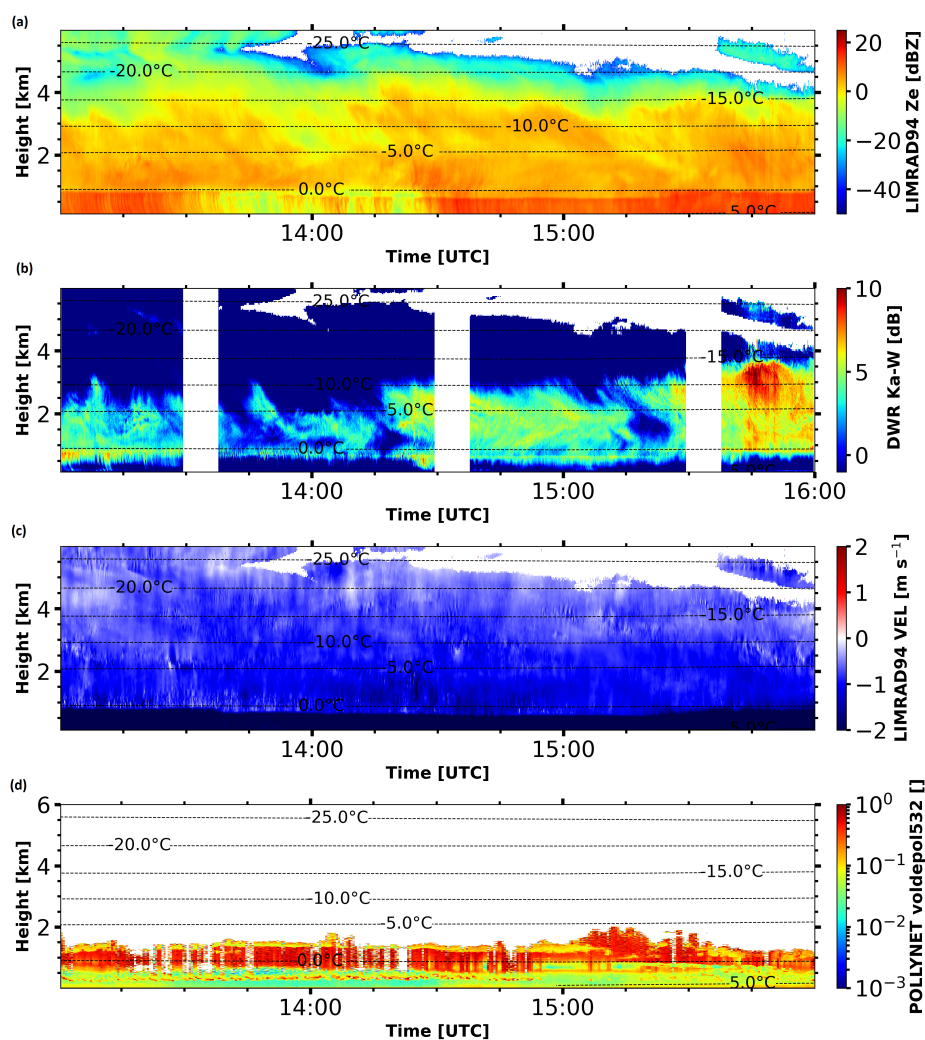 (a)
Height [km]
4
2
-25.0°C
-20.0°C
-15.0°C
-10.0°C
-5.0°C
0.0°C
5.0°C
14:00
15:00
Time [UTC]
20
0
−20
−40
LIMRAD94 Ze [dBZ]
(b)
Height [km]
4
2
-25.0°C
-20.0°C
-15.0°C
-10.0°C
-5.0°C
0.0°C
14:00
15:00
16:00
Time [UTC]
10
5
0
DWR Ka-W [dB]
(c)
Height [km]
4
2
-25.0°C
-20.0°C
-15.0°C
-10.0°C
-5.0°C
0.0°C
5.0°C
14:00
15:00
Time [UTC]
2
1
0
−1
−2
LIMRAD94 VEL [m s⁻¹]
(d)
Height [km]
6
4
2
-25.0°C
-20.0°C
-15.0°C
-10.0°C
-5.0°C
0.0°C
5.0°C
14:00
15:00
Time [UTC]
10⁰
10⁻¹
10⁻²
10⁻³
POLLYNET voldepol532 []